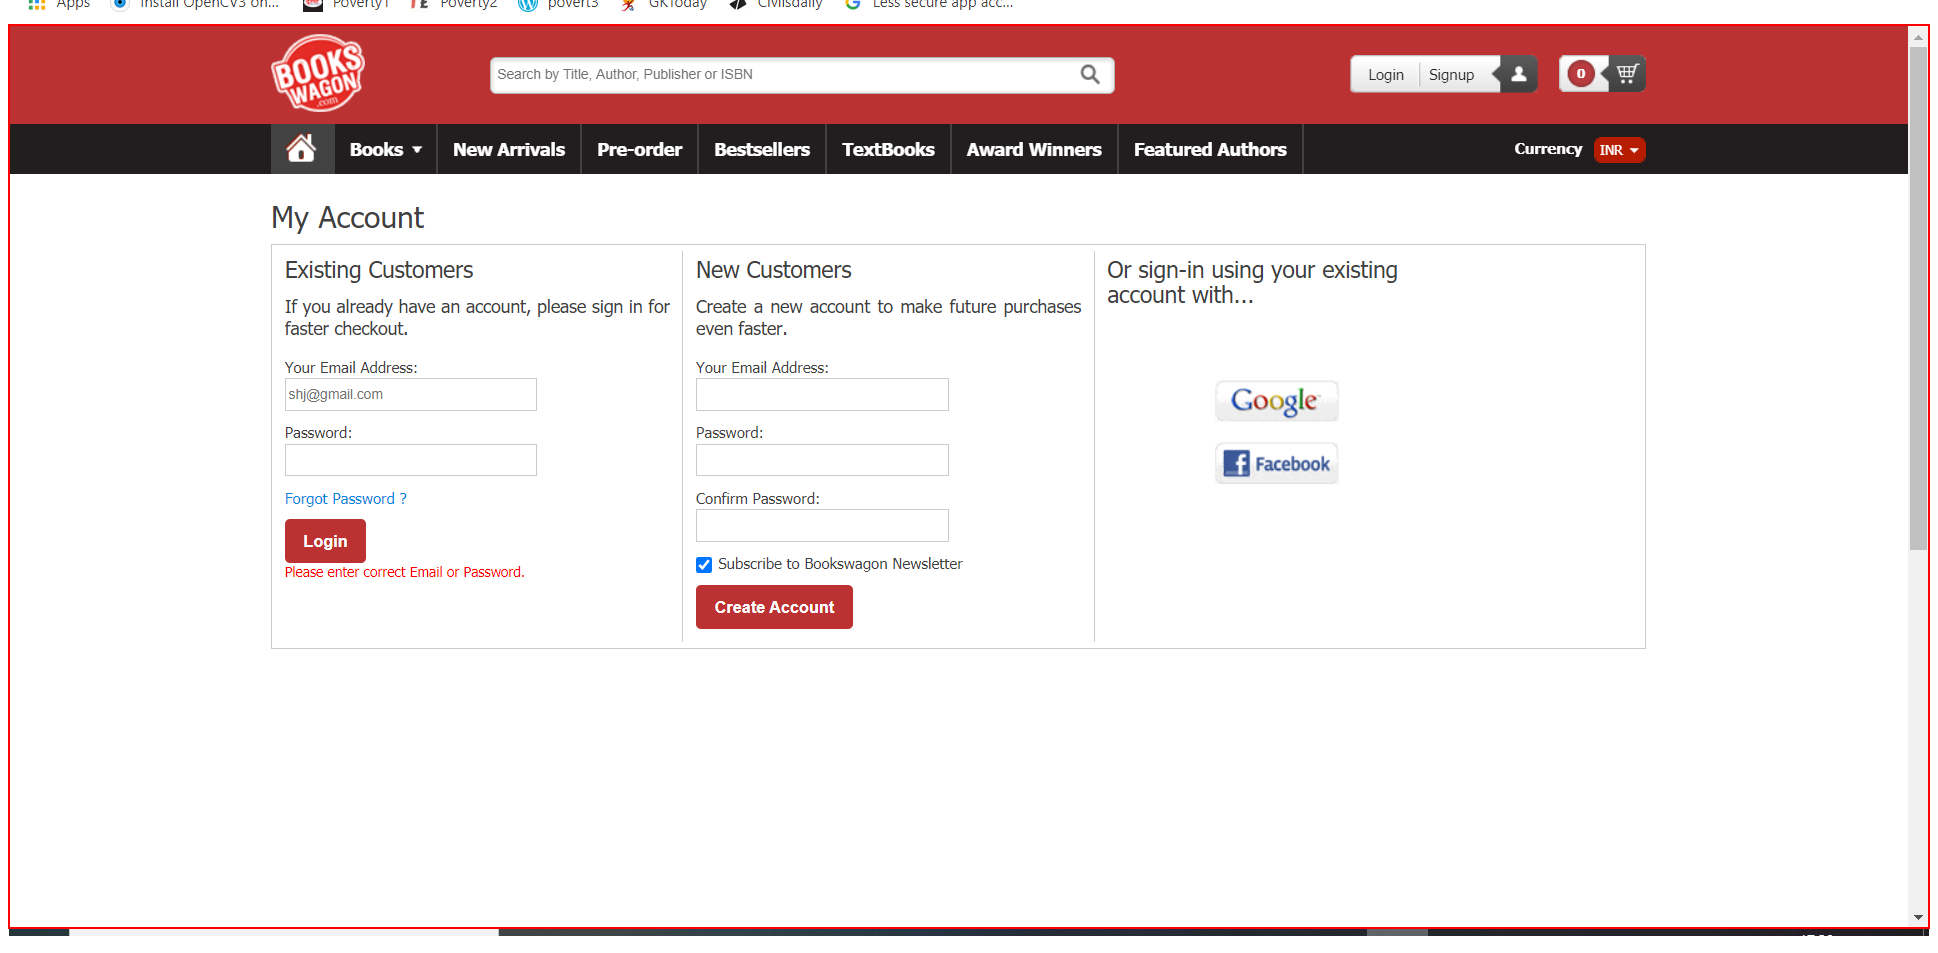 Apps Install OpenCV3 on... Poverty1 Poverty2 povert3 GKToday Civilsdaily Less secure app acc...
BOOKS
WAGON
.com
Search by Title, Author, Publisher or ISBN
Login Signup
0
Books New Arrivals Pre-order Bestsellers TextBooks Award Winners Featured Authors Currency INR
My Account
Existing Customers
If you already have an account, please sign in for
faster checkout.
Your Email Address:
shj@gmail.com
Password:
Forgot Password ?
Login
Please enter correct Email or Password.
New Customers
Create a new account to make future purchases
even faster.
Your Email Address:
Password:
Confirm Password:
Subscribe to Bookswagon Newsletter
Create Account
Or sign-in using your existing
account with...
Google
Facebook